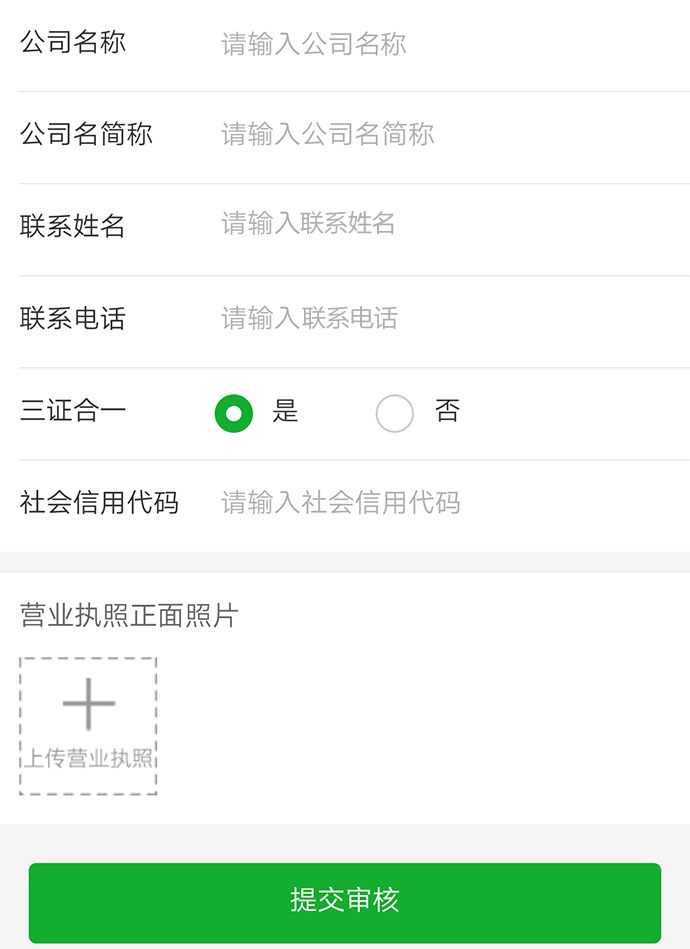 公司名称 请输入公司名称
公司名简称 请输入公司名简称
联系姓名 请输入联系姓名
联系电话 请输入联系电话
三证合一 是 否
社会信用代码 请输入社会信用代码
营业执照正面照片
上传营业执照
提交审核